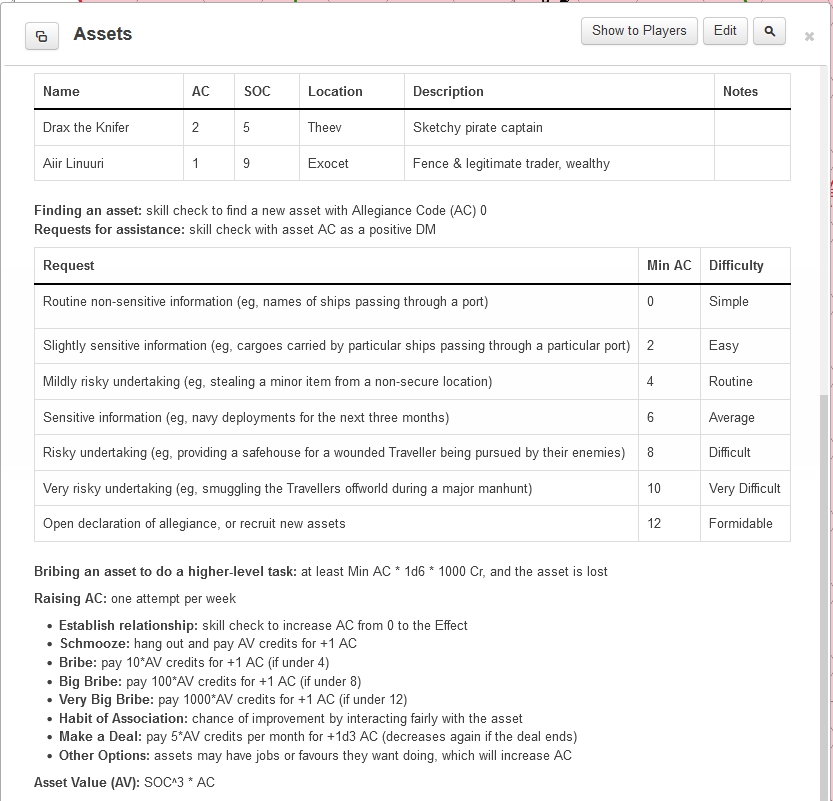 Assets
Show to Players Edit
Name AC SOC Location Description Notes
Drax the Knifer 2 5 Theev Sketchy pirate captain
Aiir Linuuri 1 9 Exocet Fence & legitimate trader, wealthy
Finding an asset: skill check to find a new asset with Allegiance Code (AC) 0
Requests for assistance: skill check with asset AC as a positive DM
Request Min AC Difficulty
Routine non-sensitive information (eg, names of ships passing through a port) 0 Simple
Slightly sensitive information (eg, cargoes carried by particular ships passing through a particular port) 2 Easy
Mildly risky undertaking (eg, stealing a minor item from a non-secure location) 4 Routine
Sensitive information (eg, navy deployments for the next three months) 6 Average
Risky undertaking (eg, providing a safehouse for a wounded Traveller being pursued by their enemies) 8 Difficult
Very risky undertaking (eg, smuggling the Travellers offworld during a major manhunt) 10 Very Difficult
Open declaration of allegiance, or recruit new assets 12 Formidable
Bribing an asset to do a higher-level task: at least Min AC * 1d6 * 1000 Cr, and the asset is lost
Raising AC: one attempt per week
• Establish relationship: skill check to increase AC from 0 to the Effect
• Schmooze: hang out and pay AV credits for +1 AC
• Bribe: pay 10*AV credits for +1 AC (if under 4)
• Big Bribe: pay 100*AV credits for +1 AC (if under 8)
• Very Big Bribe: pay 1000*AV credits for +1 AC (if under 12)
• Habit of Association: chance of improvement by interacting fairly with the asset
• Make a Deal: pay 5*AV credits per month for +1d3 AC (decreases again if the deal ends)
• Other Options: assets may have jobs or favours they want doing, which will increase AC
Asset Value (AV): SOC^3 * AC